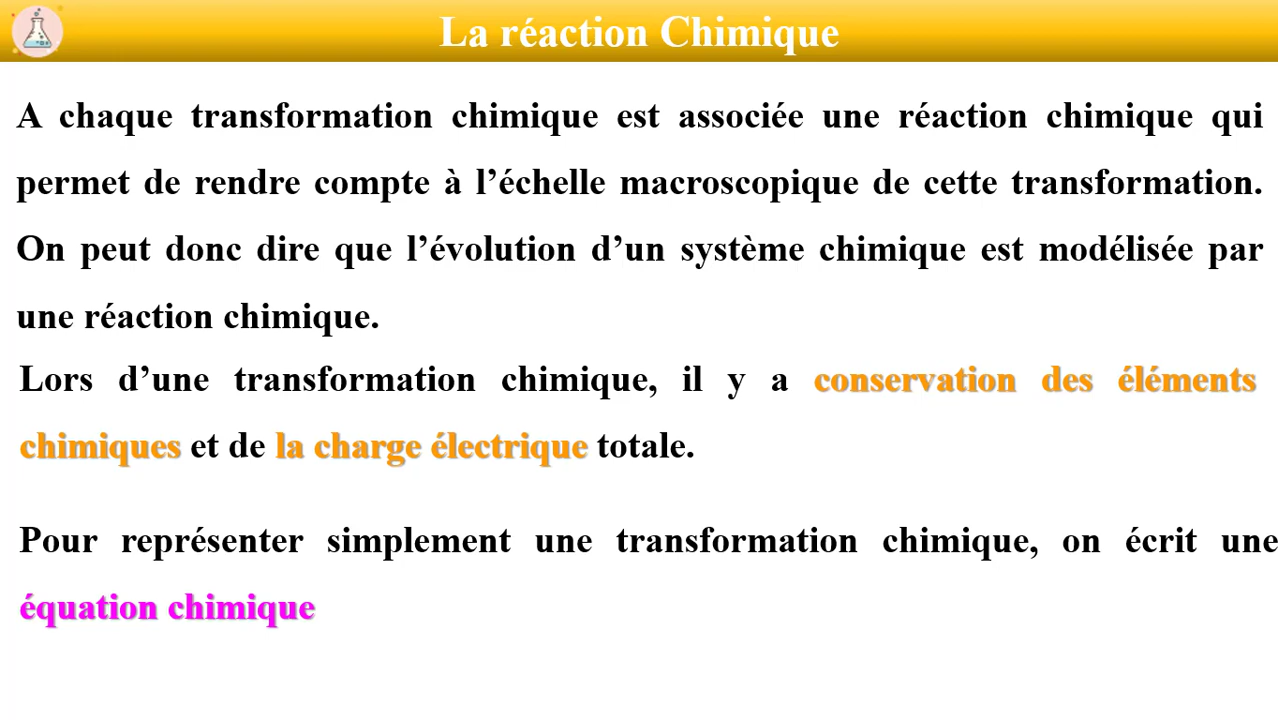 La réaction Chimique
A chaque transformation chimique est associée une réaction chimique qui
permet de rendre compte à l’échelle macroscopique de cette transformation.
On peut donc dire que l’évolution d’un système chimique est modélisée par
une réaction chimique.
Lors d’une transformation chimique, il y a conservation des éléments
chimiques et de la charge électrique totale.
Pour représenter simplement une transformation chimique, on écrit une
équation chimique